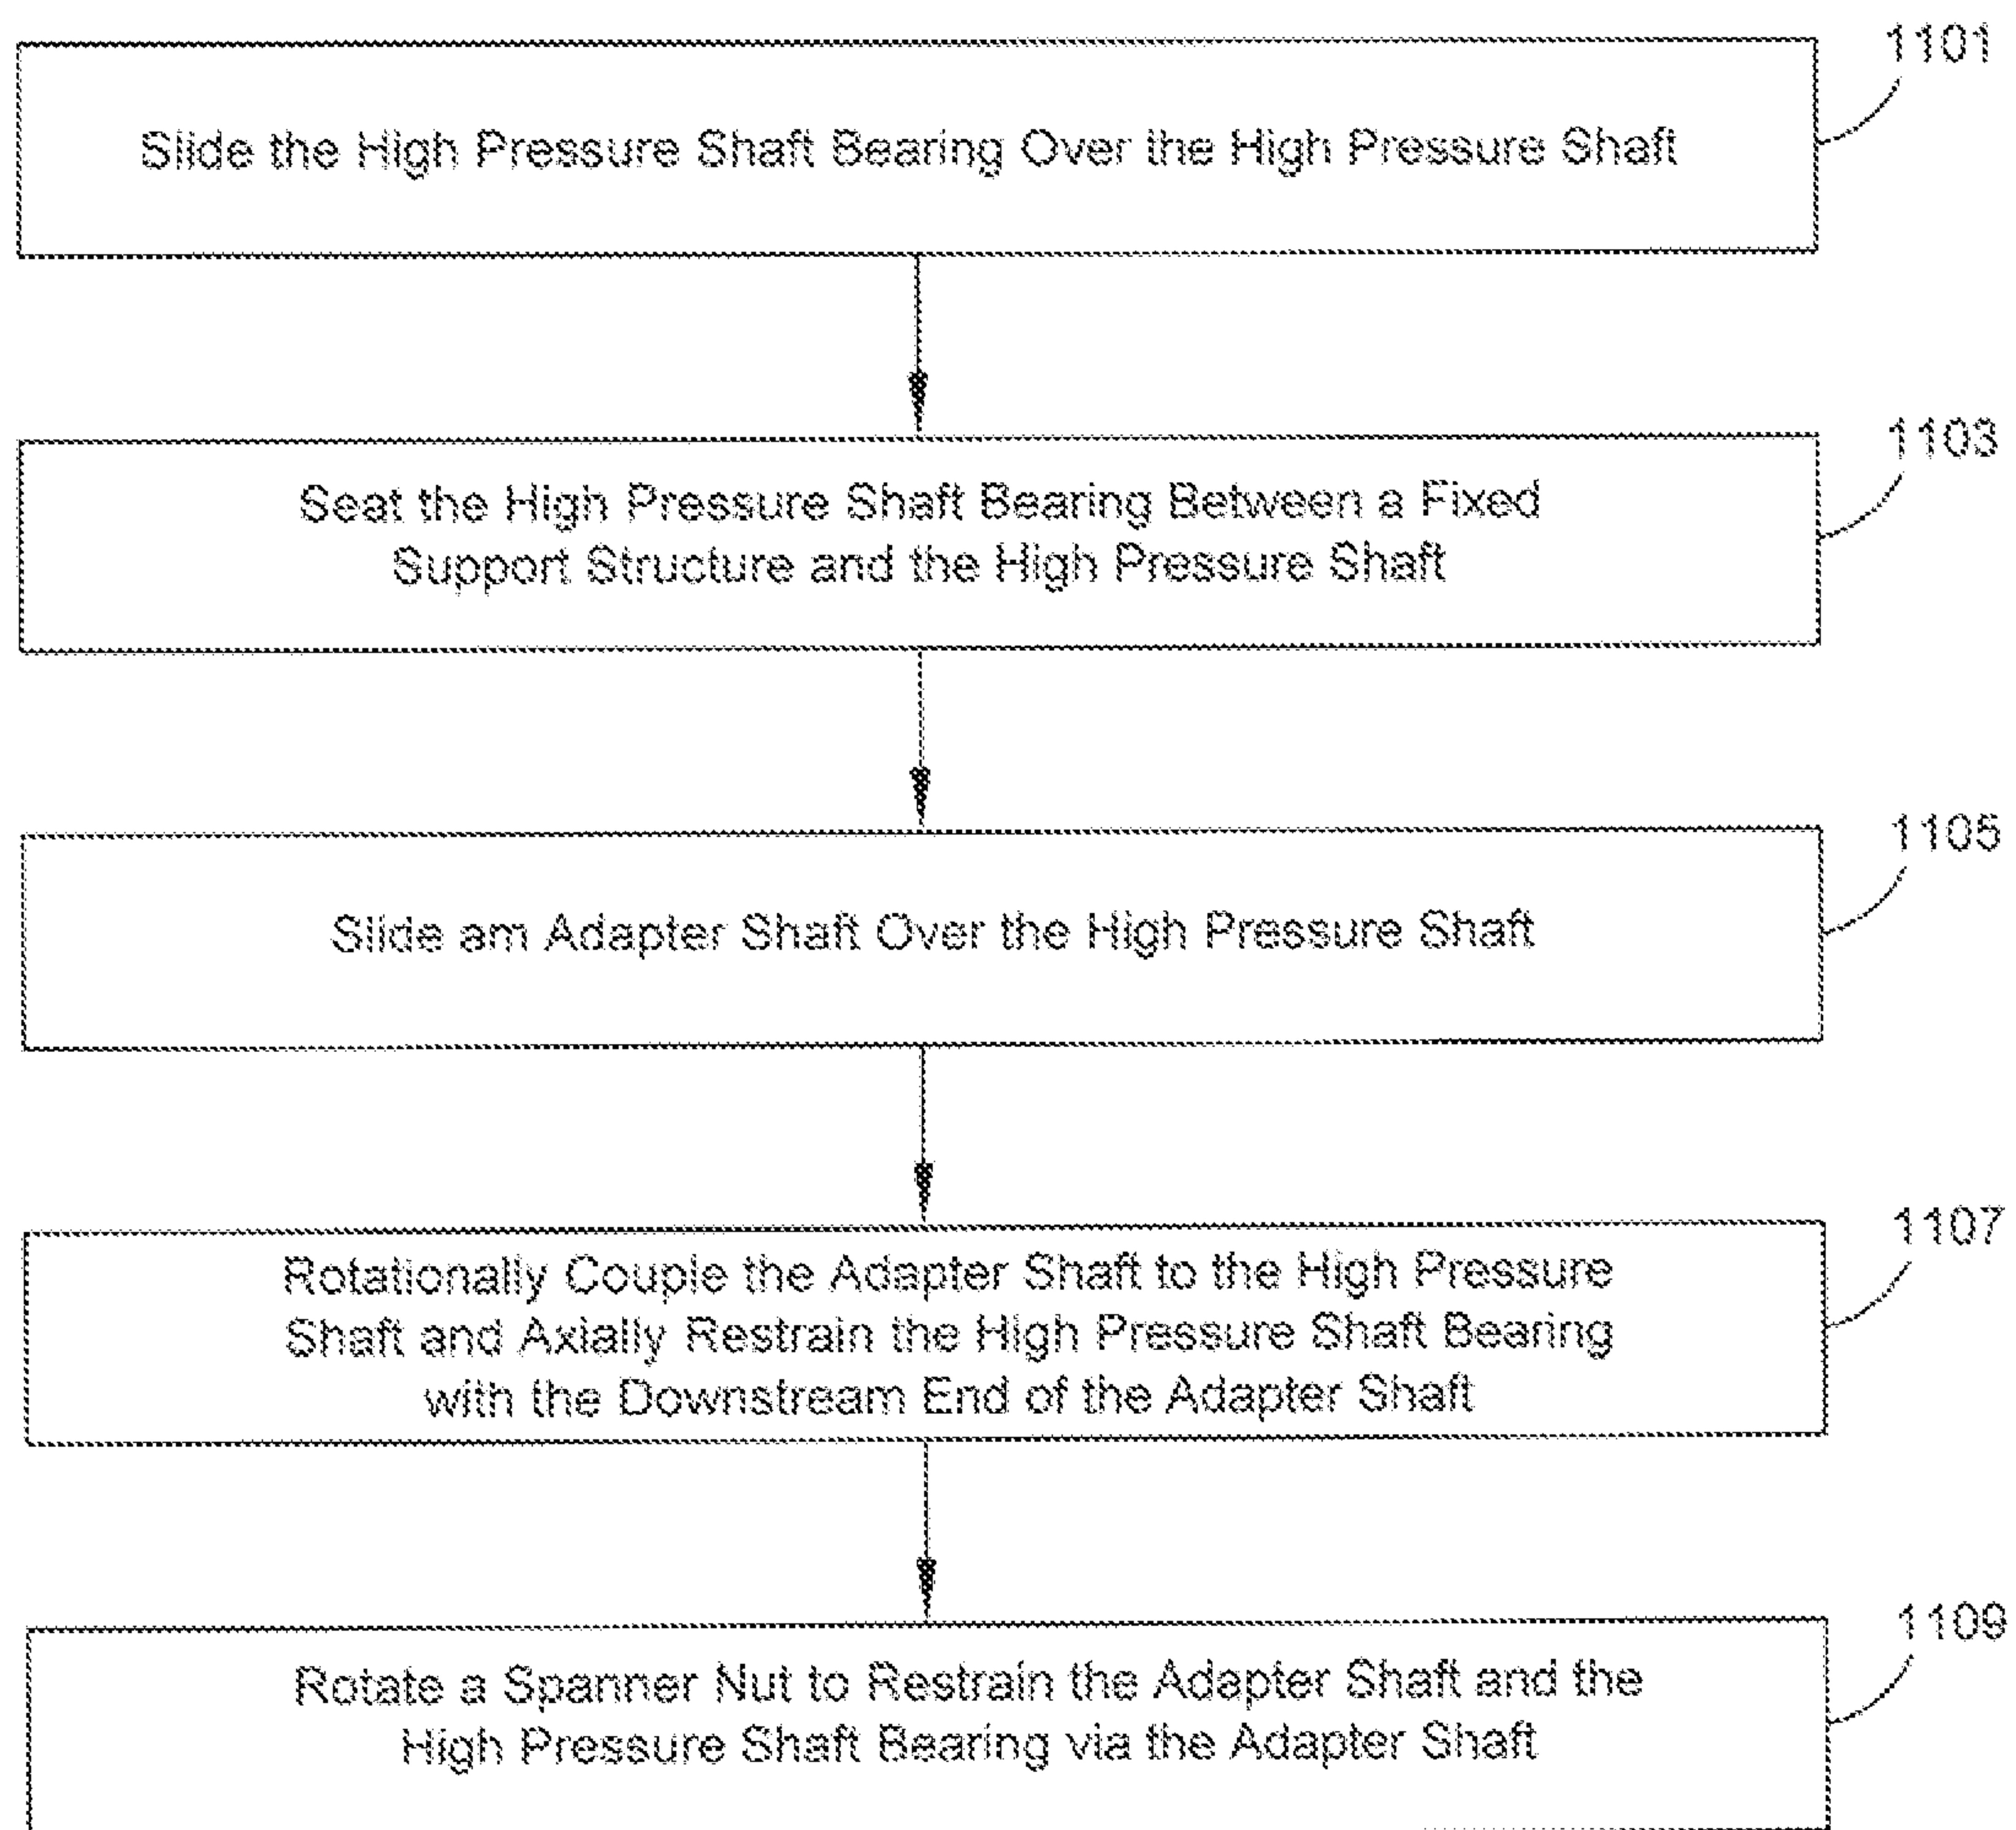 1101
Slide the High Pressure Shaft Bearing Over the High Pressure Shaft
1103
Seat the High Pressure Shaft Bearing Between a Fixed
Support Structure and the High Pressure Shaft
1105
Slide am Adapter Shaft Over the High Pressure Shaft
1107
Rotationally Couple the Adapter Shaft to the High Pressure
Shaft and Axially Restrain the High Pressure Shaft Bearing
with the Downstream End of the Adapter Shaft
1109
Rotate a Spanner Nut to Restrain the Adapter Shaft and the
High Pressure Shaft Bearing via the Adapter Shaft